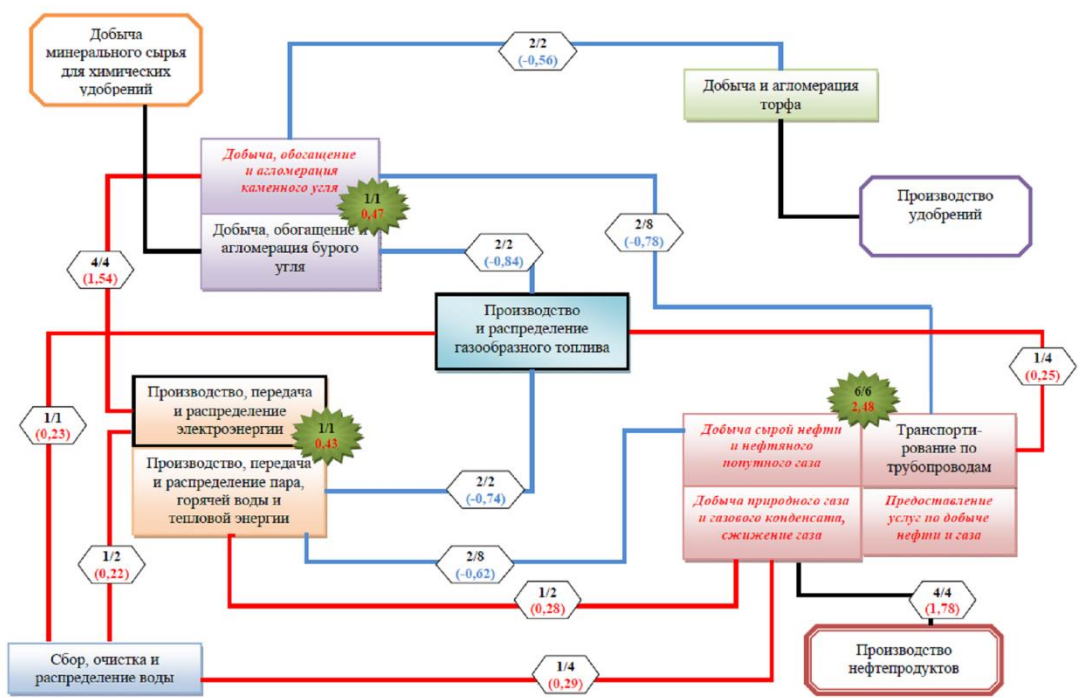 Добыча
минерального сырья
для химических
удобрений
2/2
(-0,56)
Добыча и агломерация
торфа
Добыча, обогащение
и агломерация
каменного угля
1/1
0,47
Добыча, обогащение и
агломерация бурого
угля
Производство
удобрений
2/8
(-0,78)
2/2
(-0,84)
4/4
(1,54)
Производство
и распределение
газообразного топлива
1/4
(0,25)
1/1
(0,23)
Производство, передача
и распределение
электроэнергии
1/1
0,43
Производство, передача
и распределение пара,
горячей воды и
тепловой энергии
6/6
2,48
Добыча сырой нефти
и нефтяного
попутного газа
Транспорти-
рование по
трубопроводам
Добыча природного газа
и газового конденсата,
сжижение газа
Предоставление
услуг по добыче
нефти и газа
2/2
(-0,74)
1/2
(0,22)
2/8
(-0,62)
1/2
(0,28)
4/4
(1,78)
Сбор, очистка и
распределение воды
1/4
(0,29)
Производство
нефтепродуктов